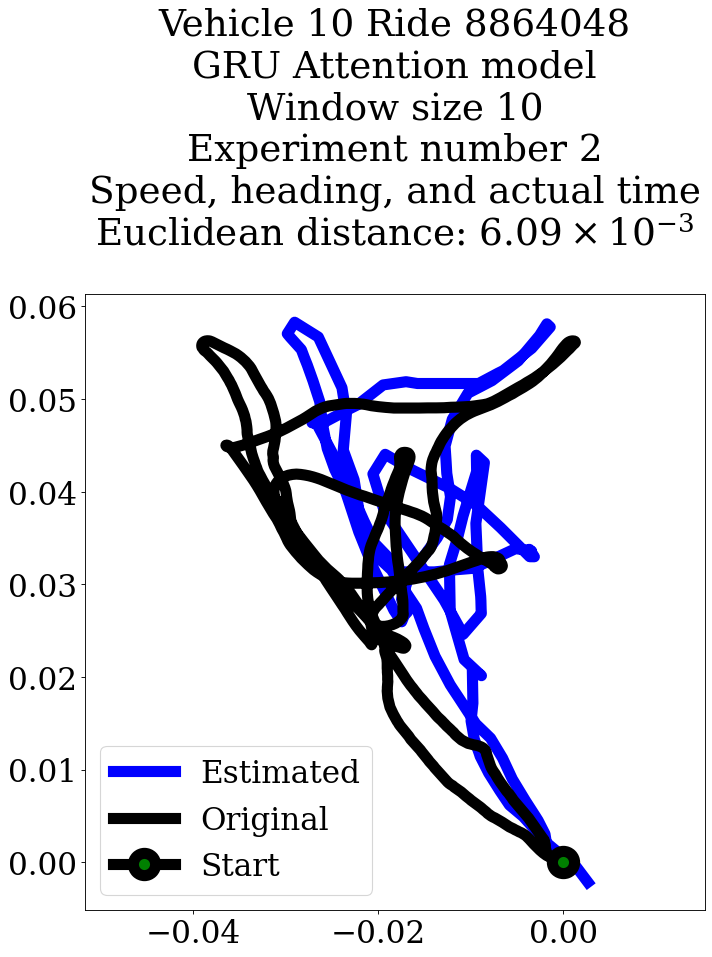 Vehicle 10 Ride 8864048
GRU Attention model
Window size 10
Experiment number 2
Speed, heading, and actual time
Euclidean distance: 6.09 × 10⁻³
0.06
0.05
0.04
0.03
0.02
0.01
0.00
Estimated
Original
Start
−0.04 −0.02 0.00